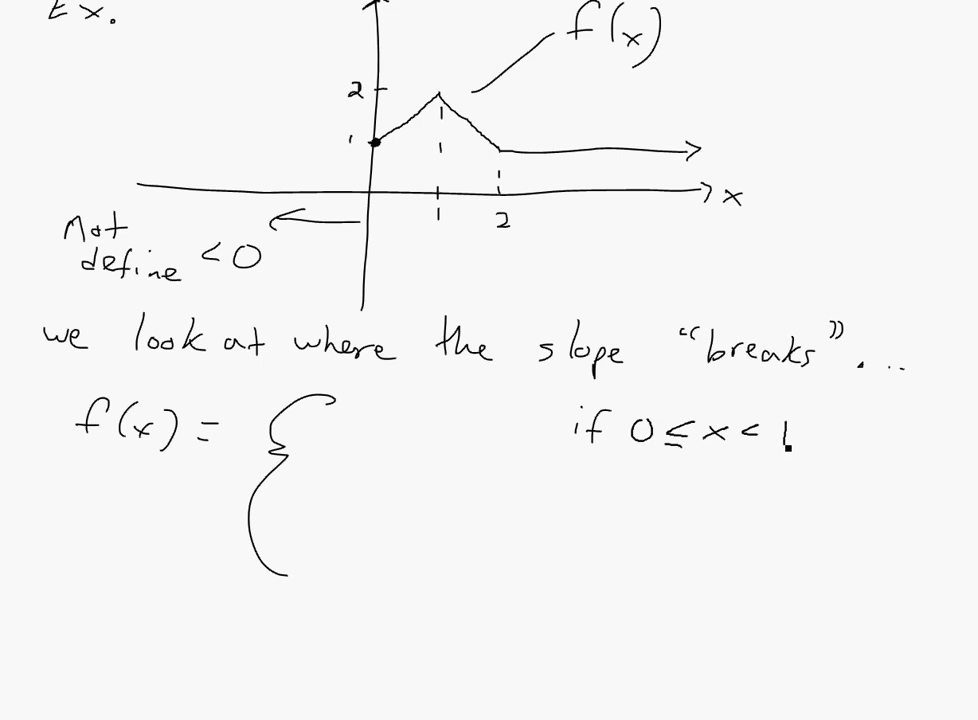 Ex.
f(x)
2
1
x
1
2
Not
define < 0
we look at where the slope “breaks”...
f(x) = { if 0 ≤ x < 1